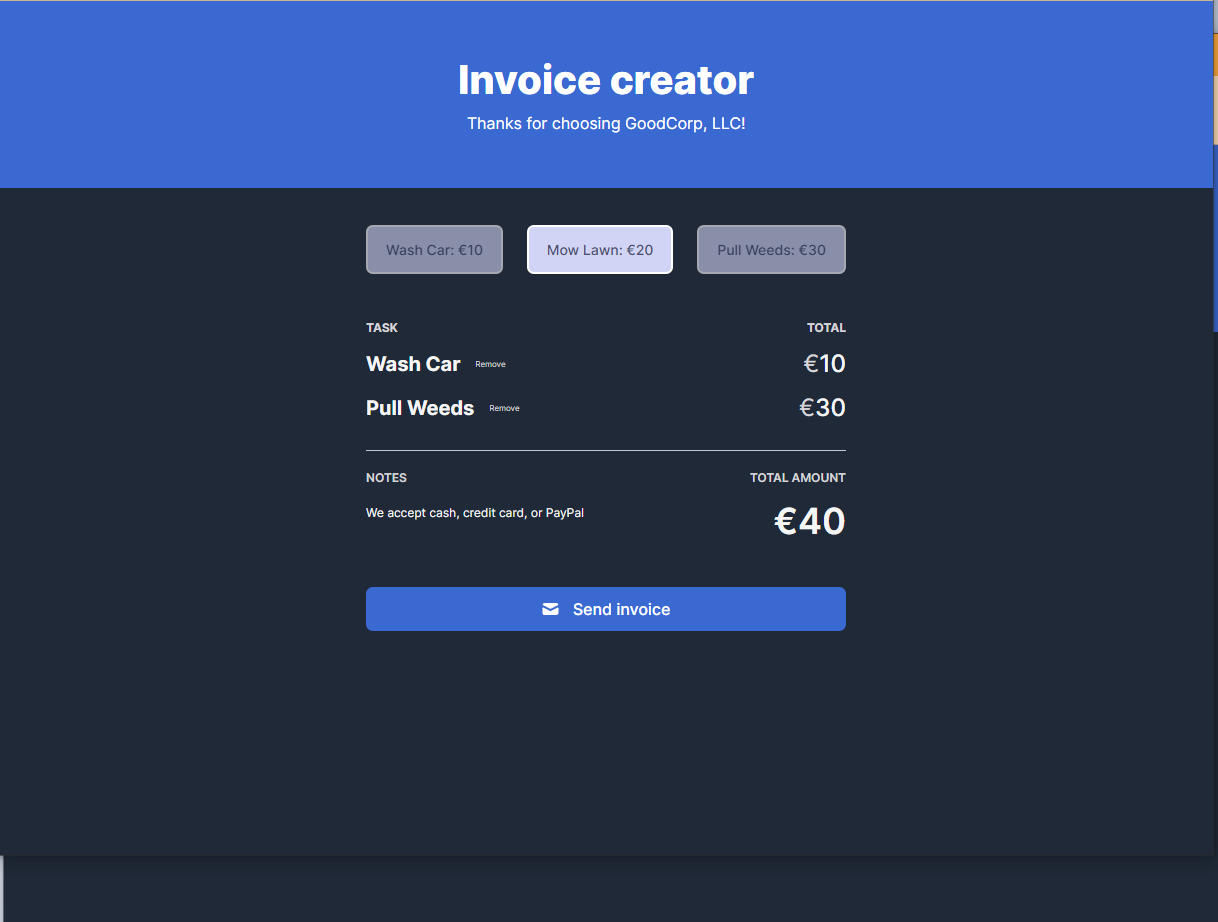 Invoice creator
Thanks for choosing GoodCorp, LLC!
Wash Car: €10 Mow Lawn: €20 Pull Weeds: €30
TASK TOTAL
Wash Car Remove €10
Pull Weeds Remove €30
NOTES TOTAL AMOUNT
We accept cash, credit card, or PayPal €40
Send invoice